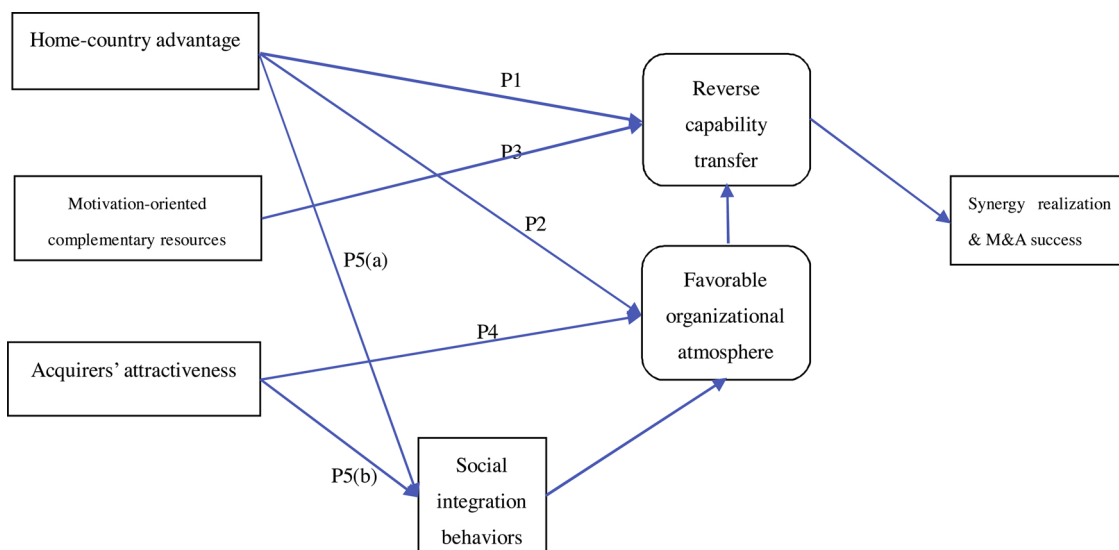 Home-country advantage
P1
Reverse
capability
transfer
P3
Motivation-oriented
complementary resources
P2
Synergy realization
& M&A success
P5(a)
Favorable
organizational
atmosphere
P4
Acquirers’ attractiveness
P5(b)
Social
integration
behaviors